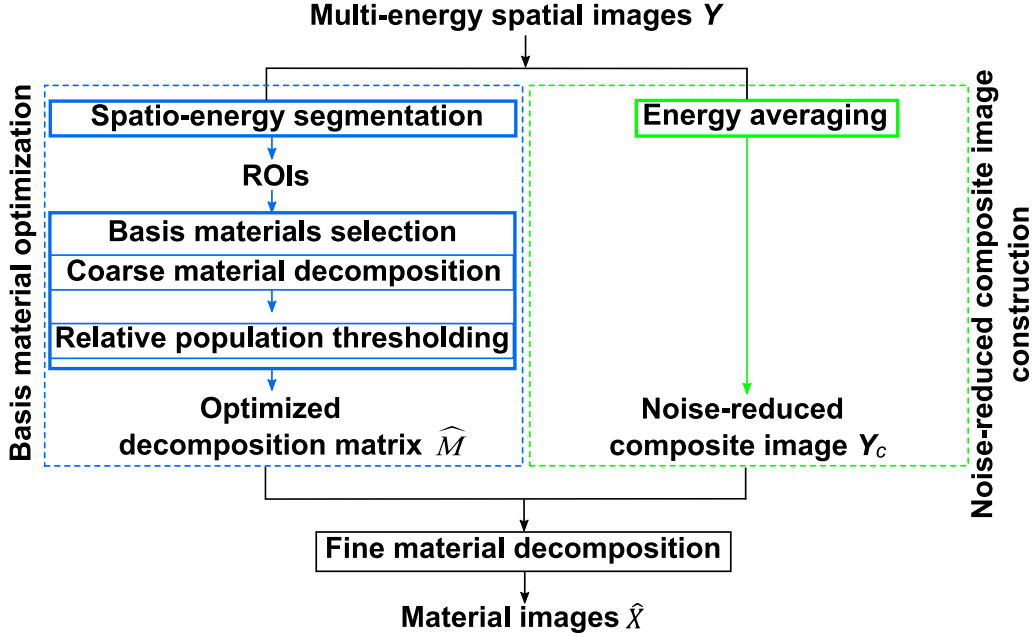 Multi-energy spatial images Y
Basis material optimization
Spatio-energy segmentation
ROIs
Basis materials selection
Coarse material decomposition
Relative population thresholding
Optimized
decomposition matrix M̂
Energy averaging
Noise-reduced
composite image Y_c
Noise-reduced composite image
construction
Fine material decomposition
Material images X̂